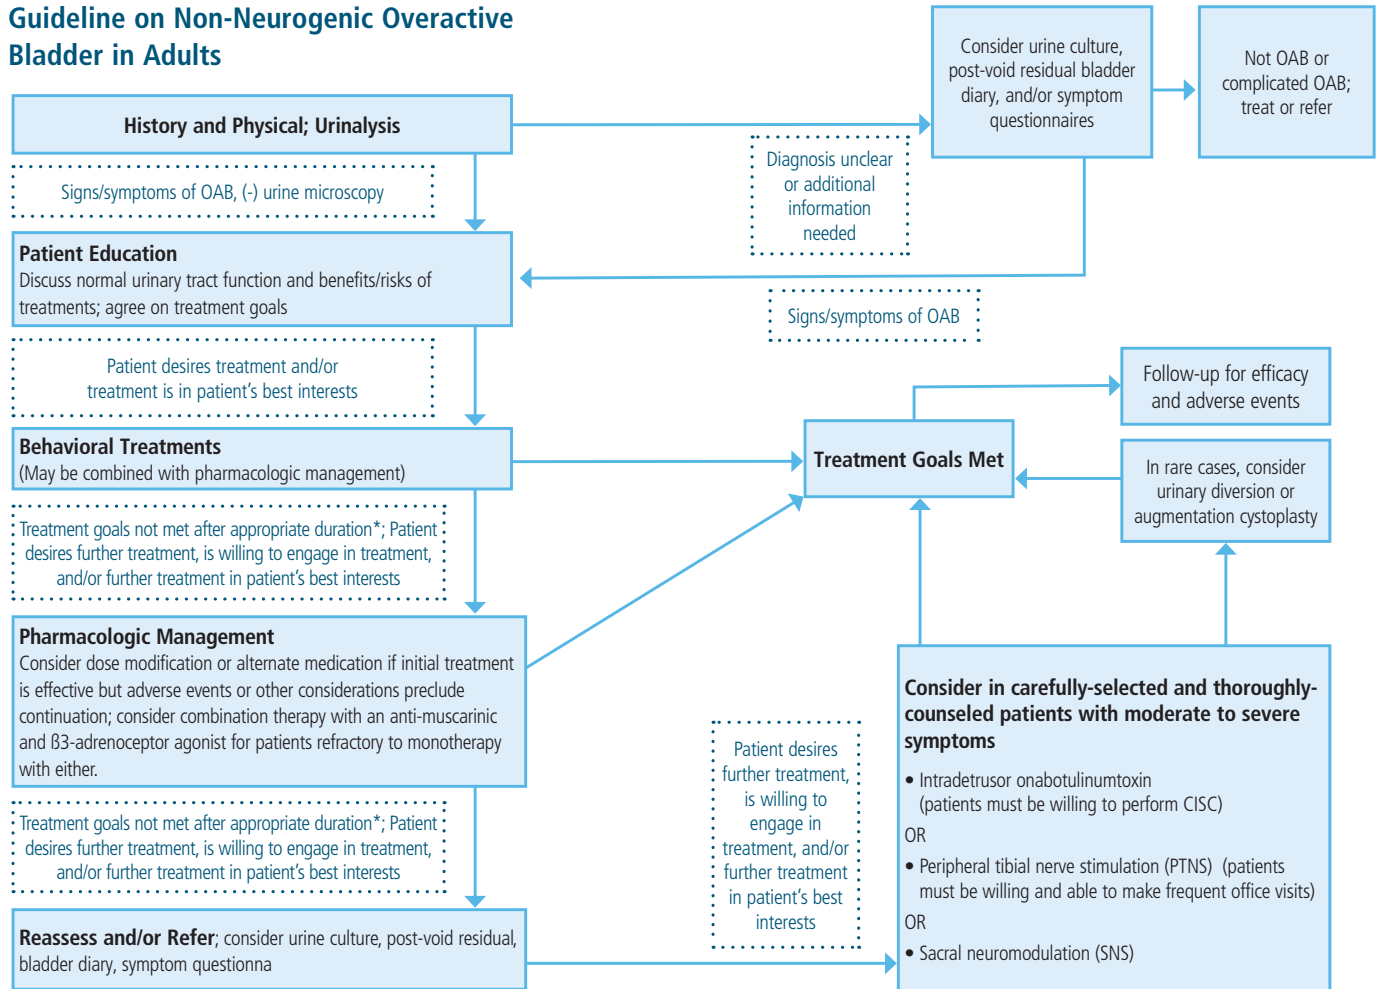 Guideline on Non-Neurogenic Overactive
Bladder in Adults
History and Physical; Urinalysis
Consider urine culture,
post-void residual bladder
diary, and/or symptom
questionnaires
Not OAB or
complicated OAB;
treat or refer
Diagnosis unclear
or additional
information
needed
Signs/symptoms of OAB, (-) urine microscopy
Patient Education
Discuss normal urinary tract function and benefits/risks of
treatments; agree on treatment goals
Signs/symptoms of OAB
Patient desires treatment and/or
treatment is in patient's best interests
Behavioral Treatments
(May be combined with pharmacologic management)
Treatment Goals Met
Follow-up for efficacy
and adverse events
In rare cases, consider
urinary diversion or
augmentation cystoplasty
Treatment goals not met after appropriate duration*; Patient
desires further treatment, is willing to engage in treatment,
and/or further treatment in patient's best interests
Pharmacologic Management
Consider dose modification or alternate medication if initial treatment
is effective but adverse events or other considerations preclude
continuation; consider combination therapy with an anti-muscarinic
and ß3-adrenoceptor agonist for patients refractory to monotherapy
with either.
Treatment goals not met after appropriate duration*; Patient
desires further treatment, is willing to engage in treatment,
and/or further treatment in patient's best interests
Reassess and/or Refer; consider urine culture, post-void residual,
bladder diary, symptom questionna
Patient desires
further treatment,
is willing to
engage in
treatment, and/or
further treatment
in patient's best
interests
Consider in carefully-selected and thoroughly-
counseled patients with moderate to severe
symptoms
• Intradetrusor onabotulinumtoxin
(patients must be willing to perform CISC)
OR
• Peripheral tibial nerve stimulation (PTNS) (patients
must be willing and able to make frequent office visits)
OR
• Sacral neuromodulation (SNS)